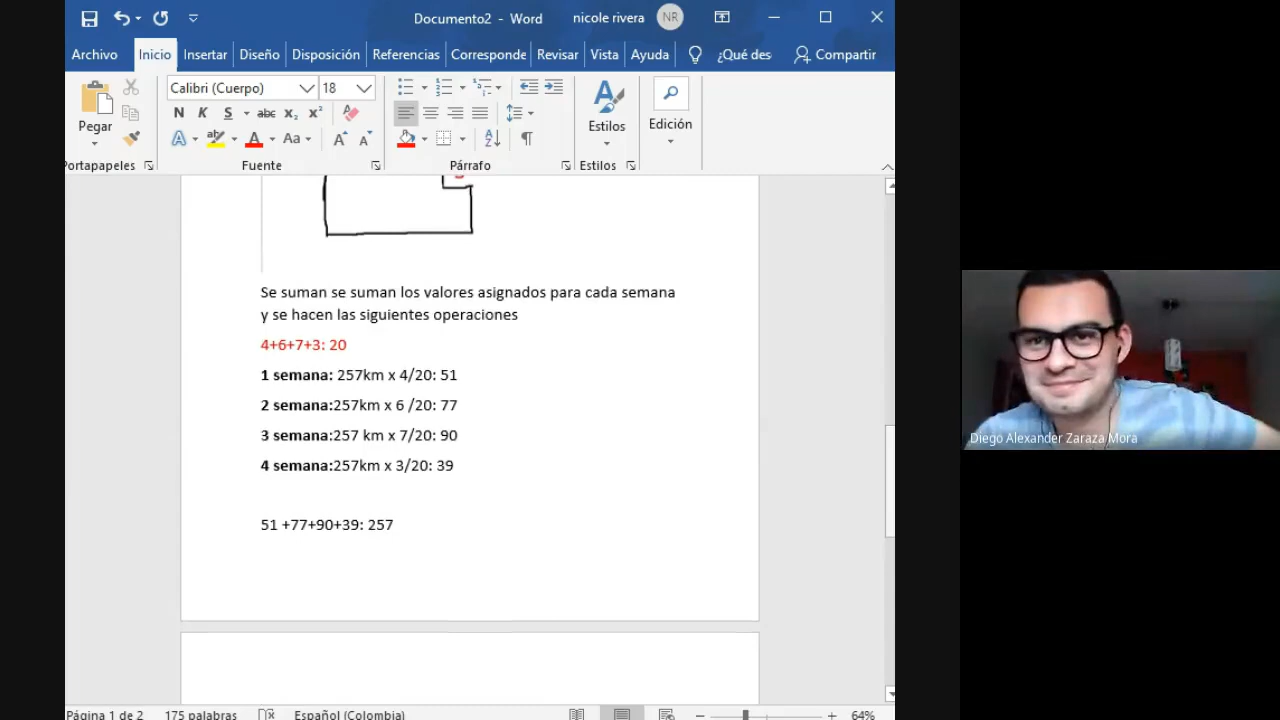 Documento2 - Word
nicole rivera
NR
Archivo Inicio Insertar Diseño Disposición Referencias Corresponde Revisar Vista Ayuda ¿Qué des Compartir
Pegar
Calibri (Cuerpo) 18
N K S abc x₂ x²
A A Aa A A
Estilos
Edición
Portapapeles Fuente Párrafo Estilos
Se suman se suman los valores asignados para cada semana
y se hacen las siguientes operaciones
4+6+7+3: 20
1 semana: 257km x 4/20: 51
2 semana:257km x 6 /20: 77
3 semana:257 km x 7/20: 90
4 semana:257km x 3/20: 39
51 +77+90+39: 257
Página 1 de 2 175 palabras Español (Colombia) 64%
Diego Alexander Zaraza Mora